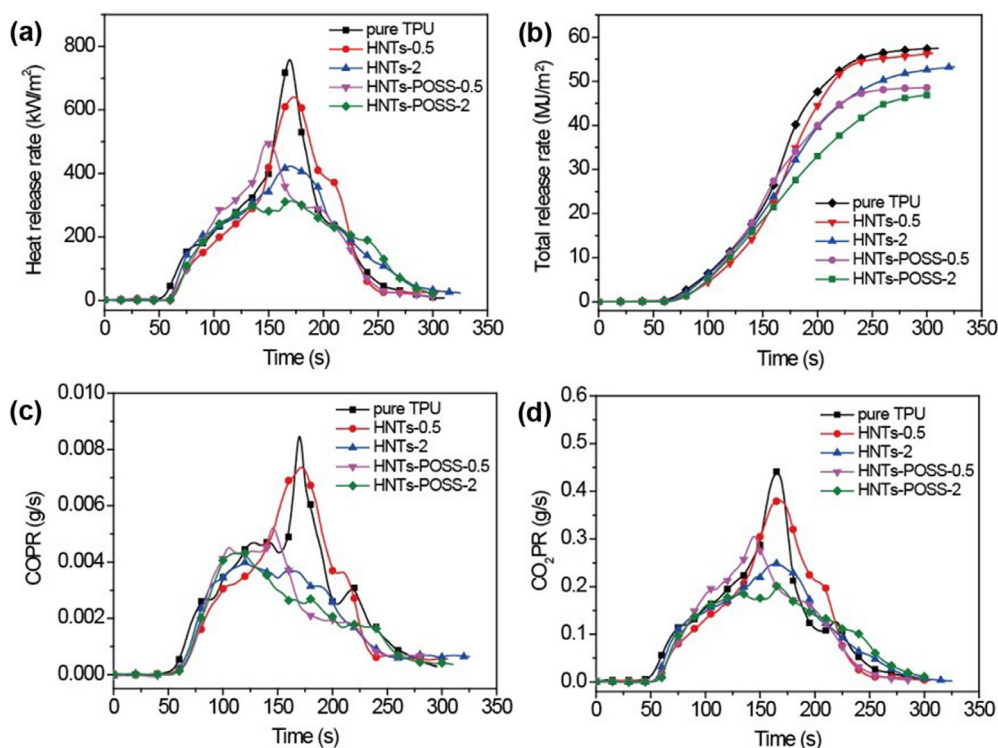 (a)
Heat release rate (kW/m²)
800
600
400
200
0
pure TPU
HNTs-0.5
HNTs-2
HNTs-POSS-0.5
HNTs-POSS-2
0 50 100 150 200 250 300 350
Time (s)
(b)
Total release rate (MJ/m²)
60
50
40
30
20
10
0
pure TPU
HNTs-0.5
HNTs-2
HNTs-POSS-0.5
HNTs-POSS-2
0 50 100 150 200 250 300 350
Time (s)
(c)
COPR (g/s)
0.010
0.008
0.006
0.004
0.002
0.000
pure TPU
HNTs-0.5
HNTs-2
HNTs-POSS-0.5
HNTs-POSS-2
0 50 100 150 200 250 300 350
Time (s)
(d)
CO₂PR (g/s)
0.6
0.5
0.4
0.3
0.2
0.1
0.0
pure TPU
HNTs-0.5
HNTs-2
HNTs-POSS-0.5
HNTs-POSS-2
0 50 100 150 200 250 300 350
Time (s)